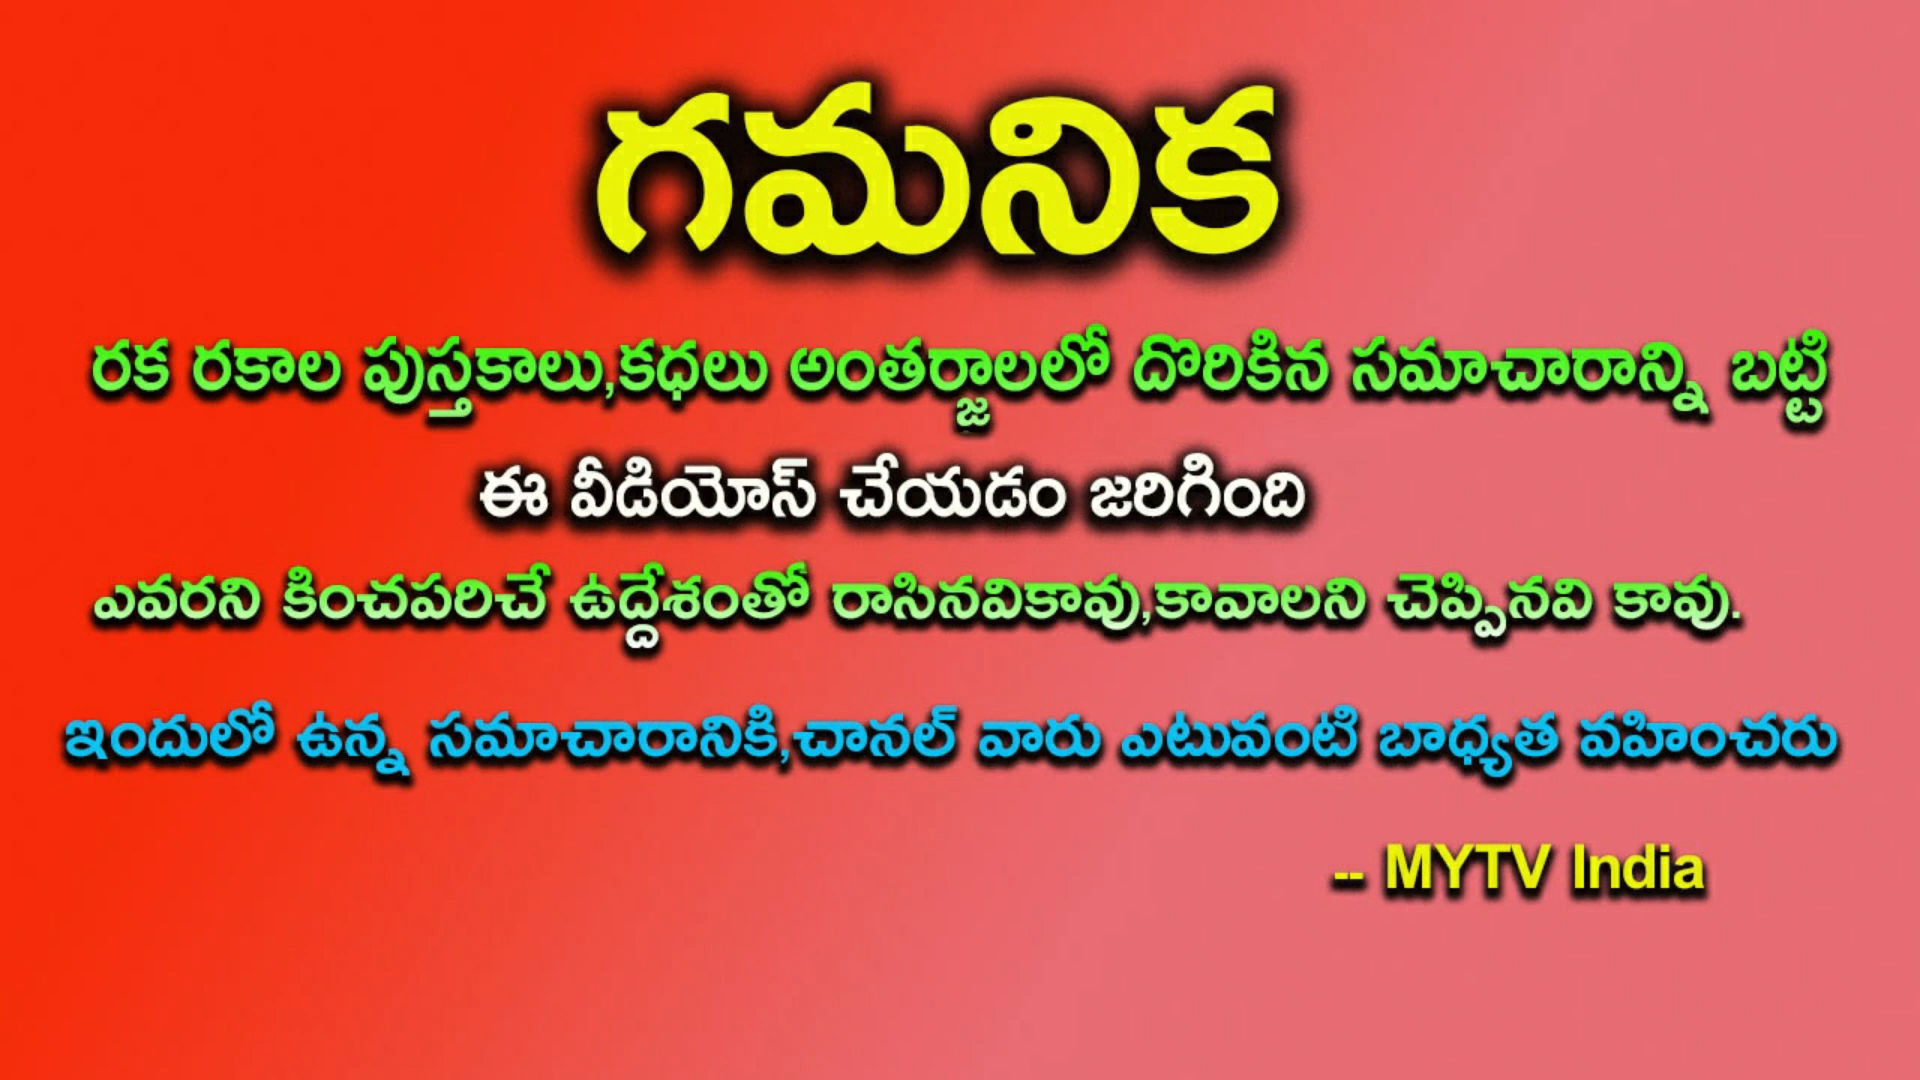 గమనిక
రక రకాల పుస్తకాలు,కధలు అంతర్జాలలో దొరికిన సమాచారాన్ని బట్టి
ఈ వీడియోస్ చేయడం జరిగింది
ఎవరని కించపరిచే ఉద్దేశంతో రాసినవికావు,కావాలని చెప్పినవి కావు.
ఇందులో ఉన్న సమాచారానికి,చానల్ వారు ఎటువంటి బాధ్యత వహించరు
-- MYTV India